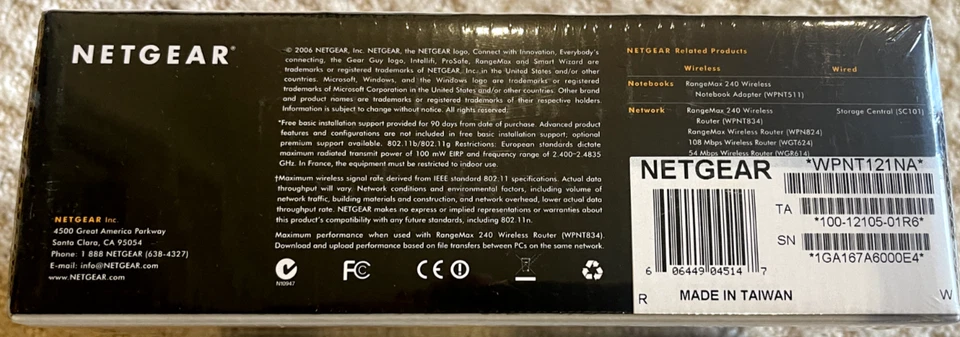 NETGEAR®
© 2006 NETGEAR, Inc. NETGEAR, the NETGEAR logo, Connect with Innovation, Everybody's
connecting, the Gear Guy logo, Intellifi, ProSafe, RangeMax and Smart Wizard are
trademarks or registered trademarks of NETGEAR, Inc. in the United States and/or other
countries. Microsoft, Windows, and the Windows logo are trademarks or registered
trademarks of Microsoft Corporation in the United States and/or other countries. Other brand
and product names are trademarks or registered trademarks of their respective holders.
Information is subject to change without notice. All rights reserved.
*Free basic installation support provided for 90 days from date of purchase. Advanced product
features and configurations are not included in free basic installation support; optional
premium support available. 802.11b/802.11g Restrictions: European standards dictate
maximum radiated transmit power of 100 mW EIRP and frequency range of 2.400-2.4835
GHz. In France, the equipment must be restricted to indoor use.
†Maximum wireless signal rate derived from IEEE standard 802.11 specifications. Actual data
throughput will vary. Network conditions and environmental factors, including volume of
network traffic, building materials and construction, and network overhead, lower actual data
throughput rate. NETGEAR makes no express or implied representations or warranties about
this product's compatibility with any future standards, including 802.11n.
Maximum performance when used with RangeMax 240 Wireless Router (WPNT834).
Download and upload performance based on file transfers between PCs on the same network.
N10947
FC
CE
NETGEAR Inc.
4500 Great America Parkway
Santa Clara, CA 95054
Phone: 1 888 NETGEAR (638-4327)
E-mail: info@NETGEAR.com
www.NETGEAR.com
NETGEAR Related Products
Wireless Wired
Notebooks RangeMax 240 Wireless
Notebook Adapter (WPNT511)
Network RangeMax 240 Wireless Storage Central (SC101)
Router (WPNT834)
RangeMax Wireless Router (WPN824)
108 Mbps Wireless Router (WGT624)
54 Mbps Wireless Router (WGR614)
NETGEAR
*WPNT121NA*
TA
*100-12105-01R6*
SN
*1GA167A6000E4*
6 06449 04514 7
R MADE IN TAIWAN W